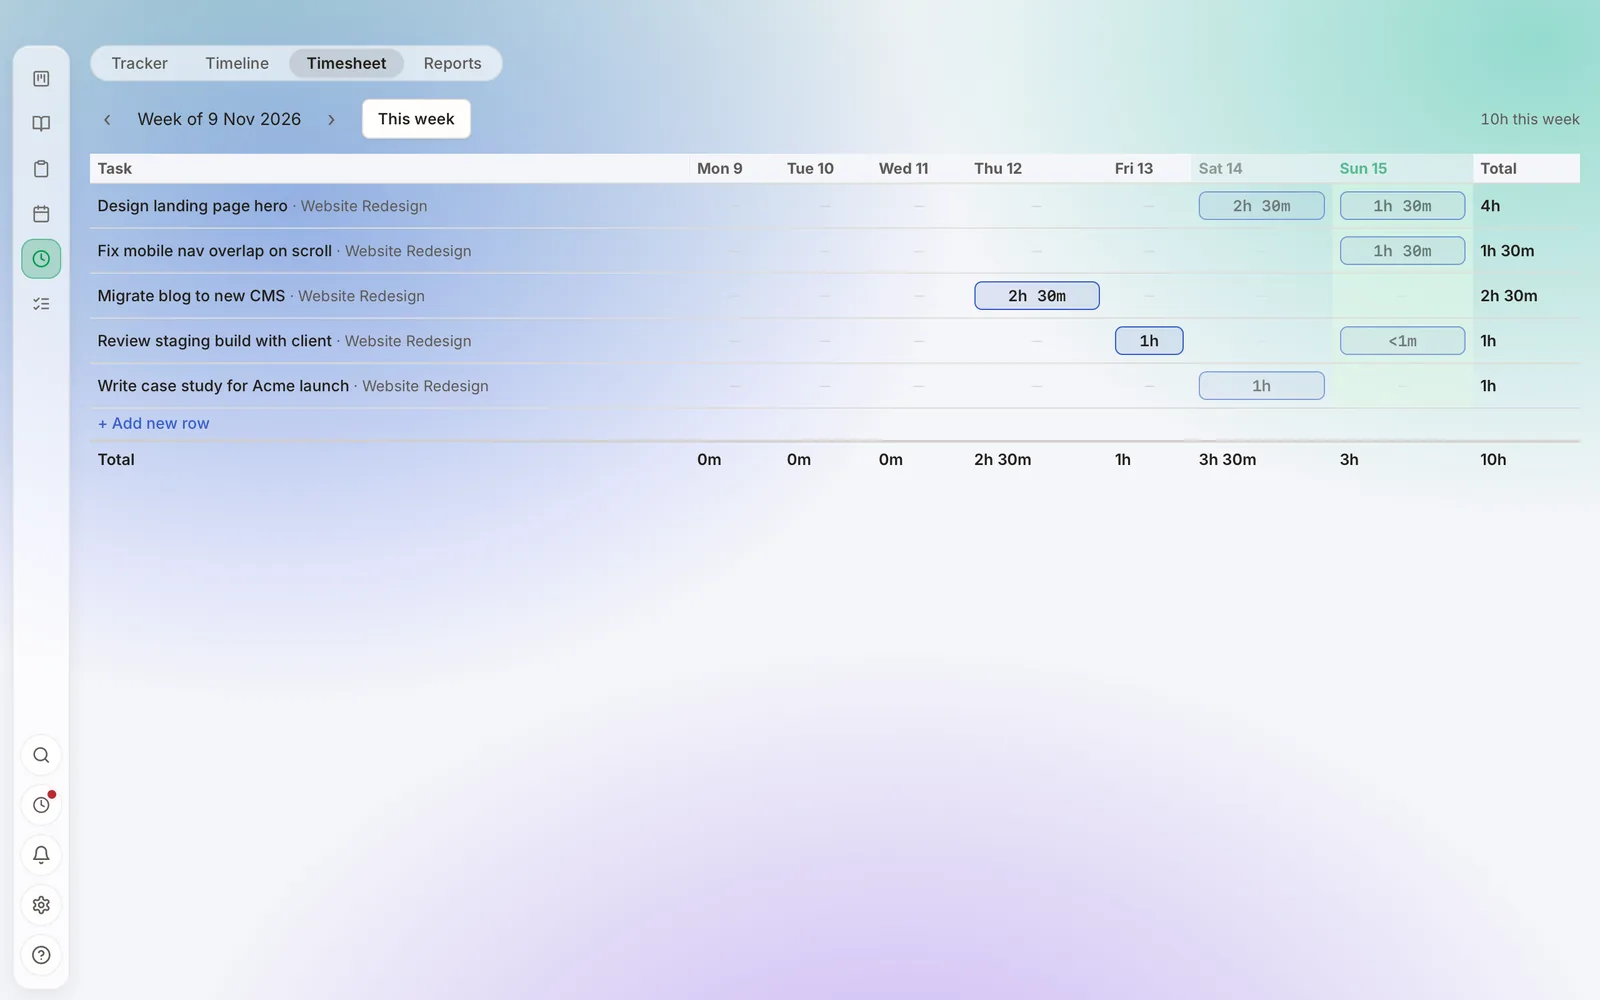 Tracker Timeline Timesheet Reports
Week of 9 Nov 2026 This week 10h this week
Task Mon 9 Tue 10 Wed 11 Thu 12 Fri 13 Sat 14 Sun 15 Total
Design landing page hero · Website Redesign – – – – – 2h 30m 1h 30m 4h
Fix mobile nav overlap on scroll · Website Redesign – – – – – – 1h 30m 1h 30m
Migrate blog to new CMS · Website Redesign – – – 2h 30m – – – 2h 30m
Review staging build with client · Website Redesign – – – – 1h – <1m 1h
Write case study for Acme launch · Website Redesign – – – – – 1h – 1h
+ Add new row
Total 0m 0m 0m 2h 30m 1h 3h 30m 3h 10h